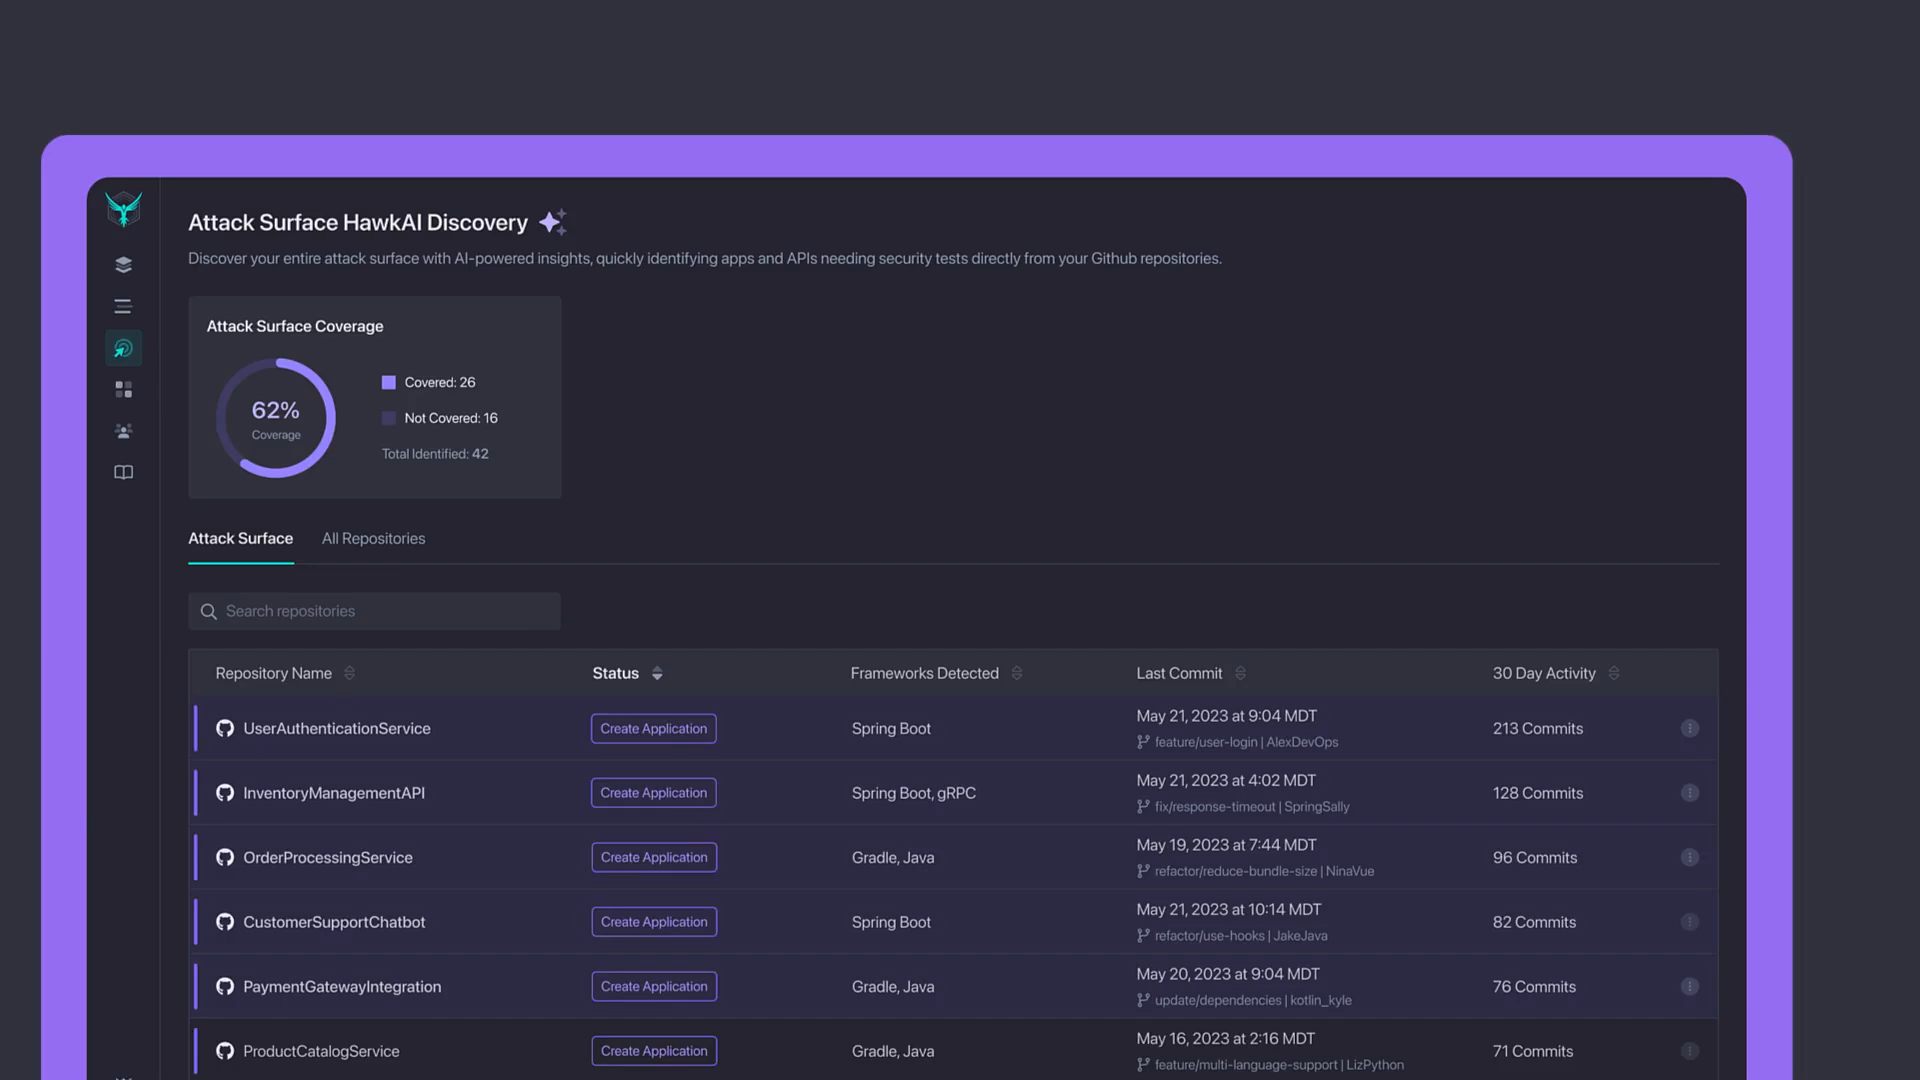 Attack Surface HawkAI Discovery
Discover your entire attack surface with AI-powered insights, quickly identifying apps and APIs needing security tests directly from your Github repositories.
Attack Surface Coverage
62%
Coverage
Covered: 26
Not Covered: 16
Total Identified: 42
Attack Surface All Repositories
Search repositories
Repository Name Status Frameworks Detected Last Commit 30 Day Activity
UserAuthenticationService Create Application Spring Boot May 21, 2023 at 9:04 MDT 213 Commits
feature/user-login | AlexDevOps
InventoryManagementAPI Create Application Spring Boot, gRPC May 21, 2023 at 4:02 MDT 128 Commits
fix/response-timeout | SpringSally
OrderProcessingService Create Application Gradle, Java May 19, 2023 at 7:44 MDT 96 Commits
refactor/reduce-bundle-size | NinaVue
CustomerSupportChatbot Create Application Spring Boot May 21, 2023 at 10:14 MDT 82 Commits
refactor/use-hooks | JakeJava
PaymentGatewayIntegration Create Application Gradle, Java May 20, 2023 at 9:04 MDT 76 Commits
update/dependencies | kotlin_kyle
ProductCatalogService Create Application Gradle, Java May 16, 2023 at 2:16 MDT 71 Commits
feature/multi-language-support | LizPython